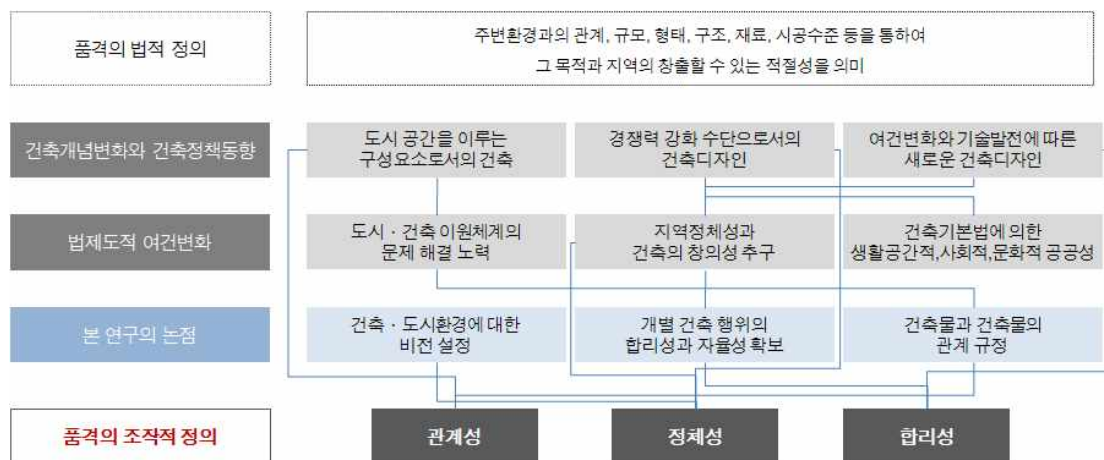 품격의 법적 정의
주변환경과의 관계, 규모, 형태, 구조, 재료, 시공수준 등을 통하여
그 목적과 지역의 창출할 수 있는 적절성을 의미
건축개념변화와 건축정책동향
도시 공간을 이루는
구성요소로서의 건축
경쟁력 강화 수단으로서의
건축디자인
여건변화와 기술발전에 따른
새로운 건축디자인
법제도적 여건변화
도시 · 건축 이원체계의
문제 해결 노력
지역정체성과
건축의 창의성 추구
건축기본법에 의한
생활공간적,사회적,문화적 공공성
본 연구의 논점
건축 · 도시환경에 대한
비전 설정
개별 건축 행위의
합리성과 자율성 확보
건축물과 건축물의
관계 규정
품격의 조작적 정의
관계성
정체성
합리성